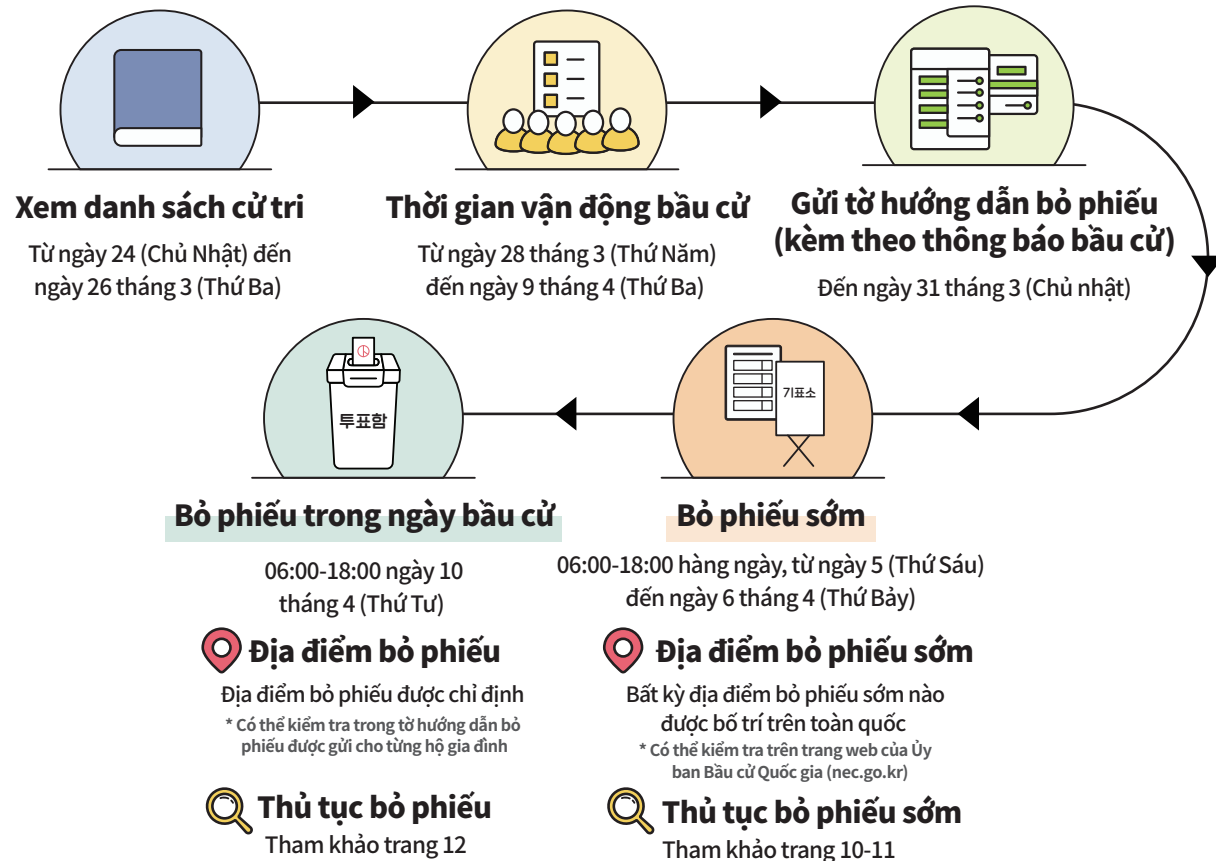 Xem danh sách cử tri
Từ ngày 24 (Chủ Nhật) đến
ngày 26 tháng 3 (Thứ Ba)
Thời gian vận động bầu cử
Từ ngày 28 tháng 3 (Thứ Năm)
đến ngày 9 tháng 4 (Thứ Ba)
Gửi tờ hướng dẫn bỏ phiếu
(kèm theo thông báo bầu cử)
Đến ngày 31 tháng 3 (Chủ nhật)
투표함
Bỏ phiếu trong ngày bầu cử
06:00-18:00 ngày 10
tháng 4 (Thứ Tư)
Địa điểm bỏ phiếu
Địa điểm bỏ phiếu được chỉ định
* Có thể kiểm tra trong tờ hướng dẫn bỏ
phiếu được gửi cho từng hộ gia đình
Thủ tục bỏ phiếu
Tham khảo trang 12
기표소
Bỏ phiếu sớm
06:00-18:00 hàng ngày, từ ngày 5 (Thứ Sáu)
đến ngày 6 tháng 4 (Thứ Bảy)
Địa điểm bỏ phiếu sớm
Bất kỳ địa điểm bỏ phiếu sớm nào
được bố trí trên toàn quốc
* Có thể kiểm tra trên trang web của Ủy
ban Bầu cử Quốc gia (nec.go.kr)
Thủ tục bỏ phiếu sớm
Tham khảo trang 10-11